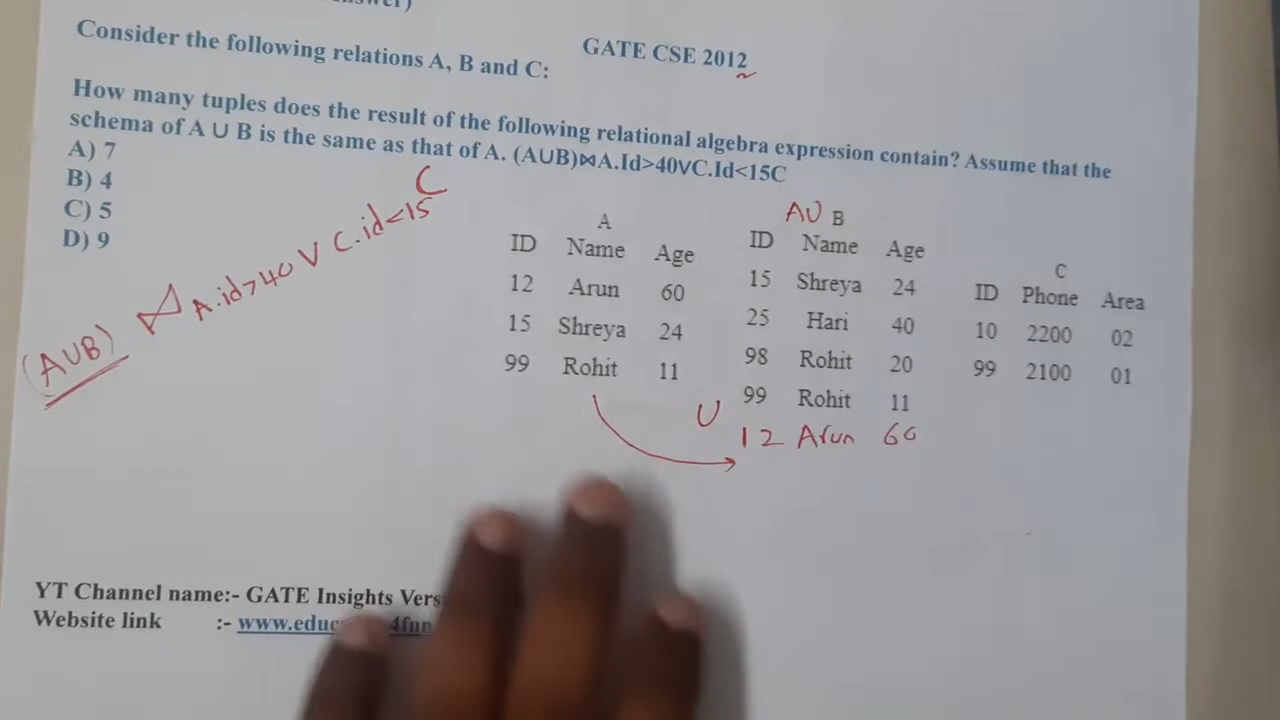 Consider the following relations A, B and C:
GATE CSE 2012
How many tuples does the result of the following relational algebra expression contain? Assume that the
schema of A ∪ B is the same as that of A. (A∪B)⋈A.Id>40∨C.Id<15C
A) 7
B) 4
C) 5
D) 9
(A∪B) ⋈ A.id>40 ∨ C.id<15 C
A
ID Name Age
12 Arun 60
15 Shreya 24
99 Rohit 11
A∪ B
ID Name Age
15 Shreya 24
25 Hari 40
98 Rohit 20
99 Rohit 11
∪
12 Arun 60
C
ID Phone Area
10 2200 02
99 2100 01
YT Channel name:- GATE Insights
Website link :-